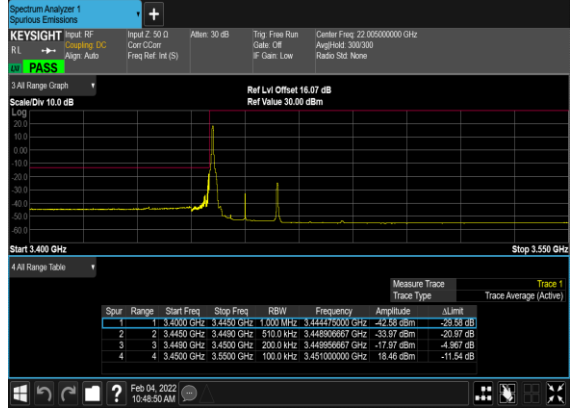 Spectrum Analyzer 1
Spurious Emissions
KEYSIGHT Input: RF Input Z: 50 Ω Atten: 30 dB Trig: Free Run Center Freq: 22.005000000 GHz
RL Coupling: DC Corr CCorr Gate: Off Avg|Hold: 300/300
Align: Auto Freq Ref: Int (S) IF Gain: Low Radio Std: None
PASS
3 All Range Graph
Ref Lvl Offset 16.07 dB
Scale/Div 10.0 dB Ref Value 30.00 dBm
Log
20.0
10.0
0.00
-10.0
-20.0
-30.0
-40.0
-50.0
-60.0
Start 3.400 GHz Stop 3.550 GHz
4 All Range Table
Measure Trace Trace 1
Trace Type Trace Average (Active)
Spur Range Start Freq Stop Freq RBW Frequency Amplitude ΔLimit
1 1 3.4000 GHz 3.4450 GHz 1.000 MHz 3.444475000 GHz -42.58 dBm -29.58 dB
2 2 3.4450 GHz 3.4490 GHz 510.0 kHz 3.448906667 GHz -33.97 dBm -20.97 dB
3 3 3.4490 GHz 3.4500 GHz 200.0 kHz 3.449956667 GHz -17.97 dBm -4.967 dB
4 4 3.4500 GHz 3.5500 GHz 100.0 kHz 3.451000000 GHz 18.46 dBm -11.54 dB
? Feb 04, 2022
10:48:50 AM